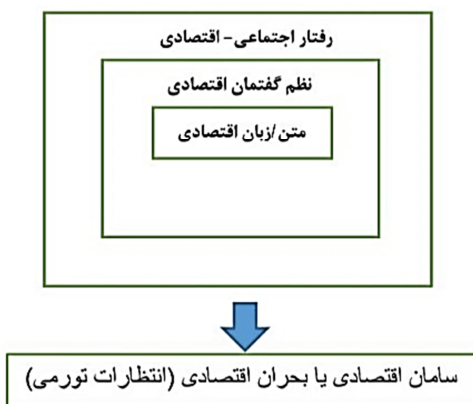 رفتار اجتماعی- اقتصادی
نظم گفتمان اقتصادی
متن /زبان اقتصادی
سامان اقتصادی یا بحران اقتصادی (انتظارات تورمی)